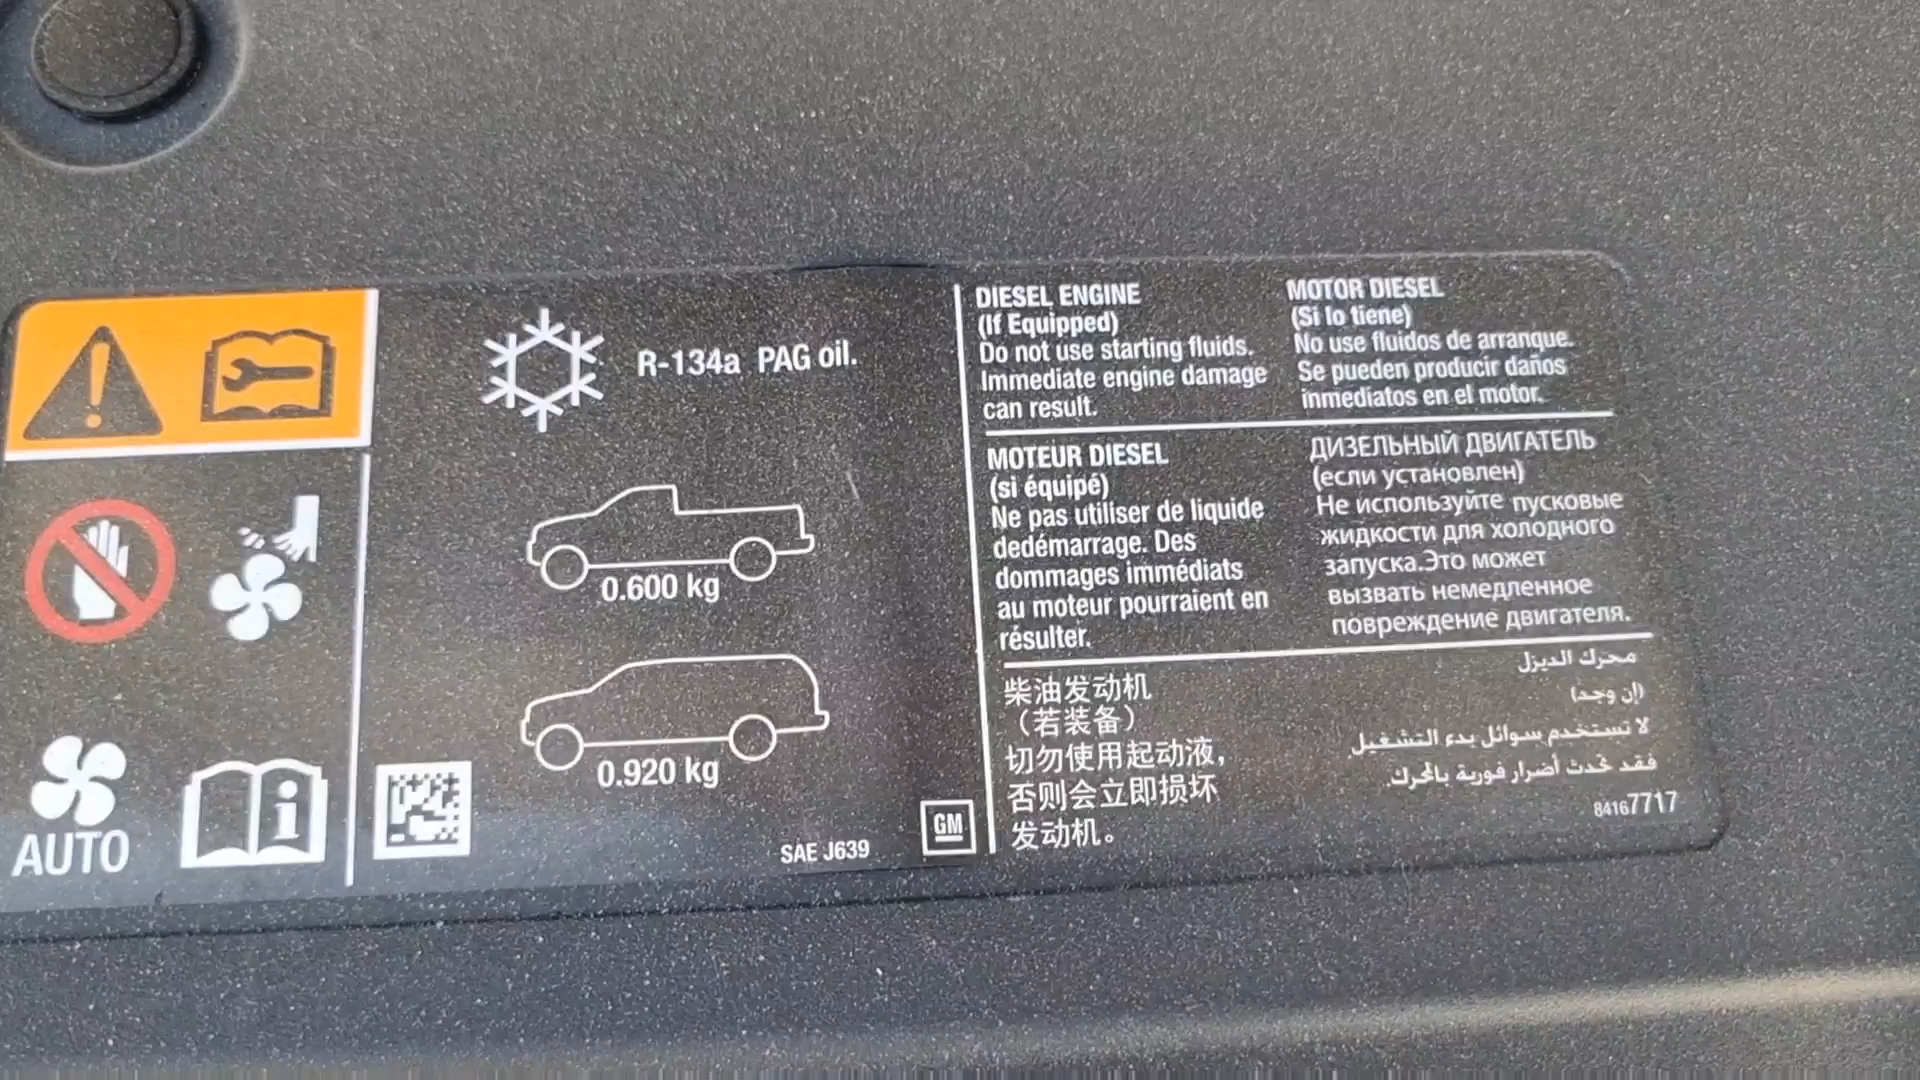 R-134a PAG oil.
0.600 kg
0.920 kg
AUTO
SAE J639
GM
DIESEL ENGINE
(If Equipped)
Do not use starting fluids.
Immediate engine damage
can result.
MOTOR DIESEL
(Si lo tiene)
No use fluidos de arranque.
Se pueden producir daños
inmediatos en el motor.
MOTEUR DIESEL
(si équipé)
Ne pas utiliser de liquide
dedémarrage. Des
dommages immédiats
au moteur pourraient en
résulter.
ДИЗЕЛЬНЫЙ ДВИГАТЕЛЬ
(если установлен)
Не используйте пусковые
жидкости для холодного
запуска.Это может
вызвать немедленное
повреждение двигателя.
柴油发动机
（若装备）
切勿使用起动液，
否则会立即损坏
发动机。
محرك الديزل
(إن وجد)
لا تستخدم سوائل بدء التشغيل
فقد تحدث أضرار فورية بالمحرك.
84167717